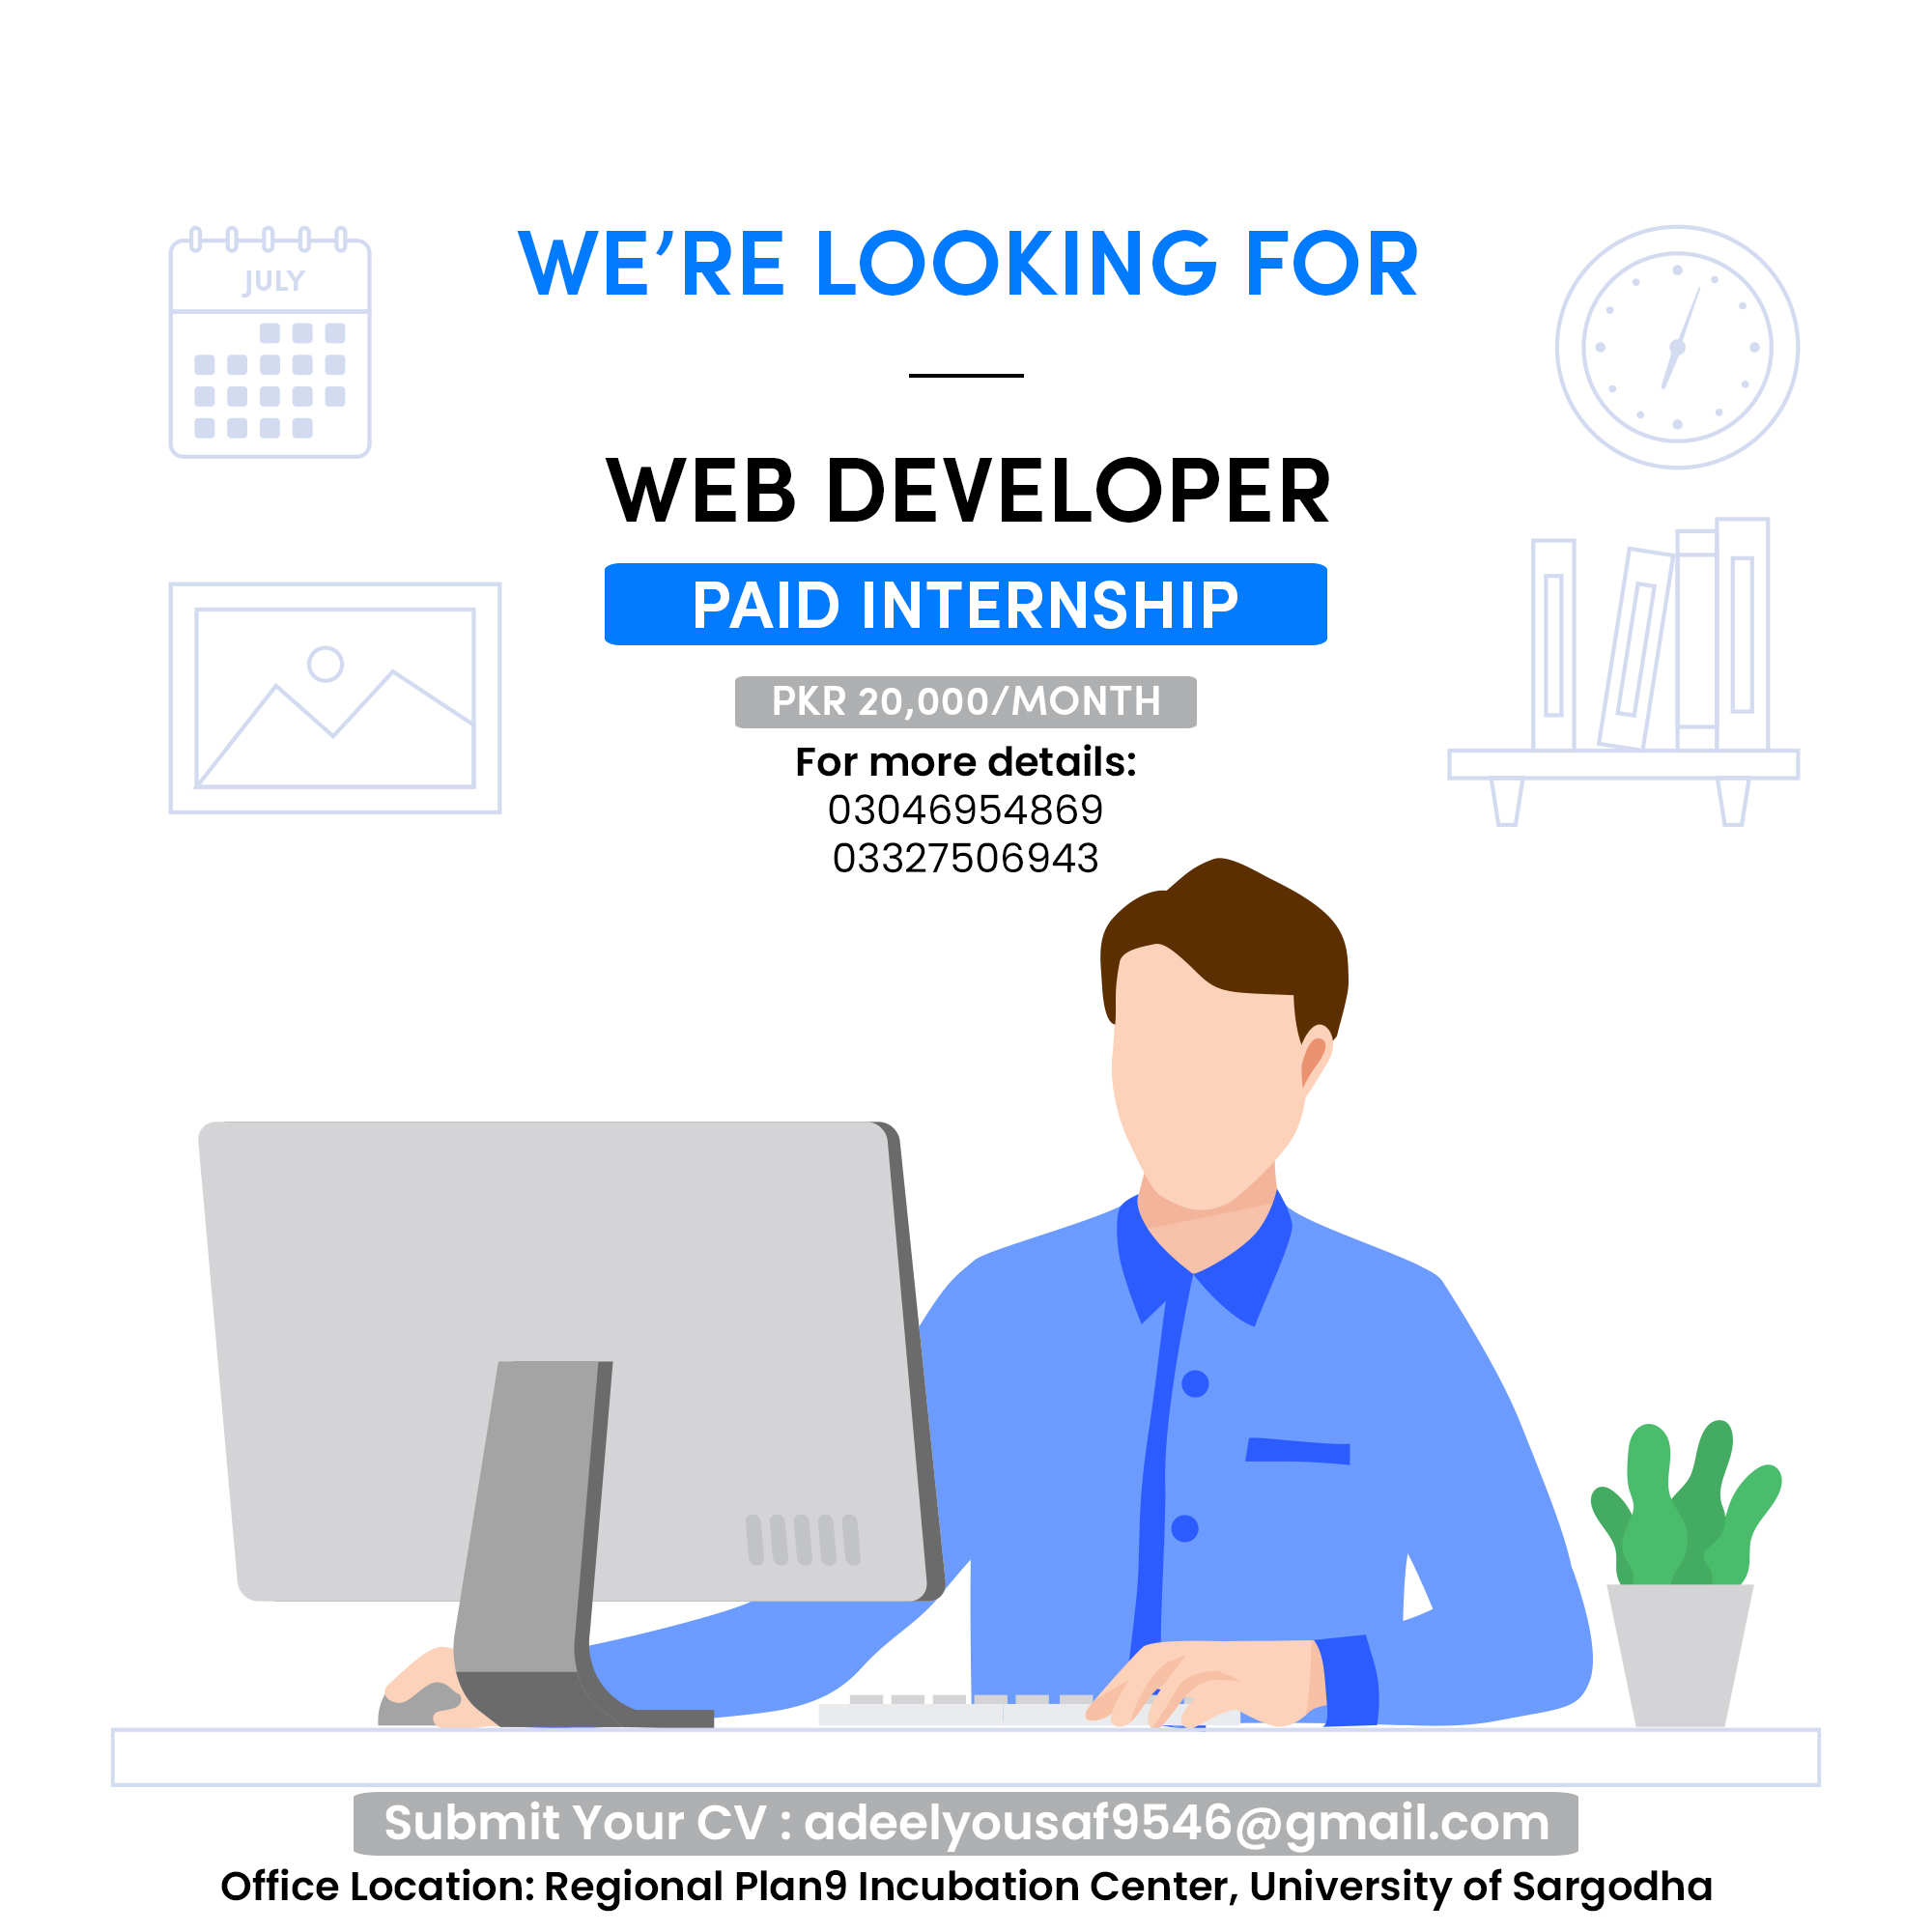 WE'RE LOOKING FOR
JULY
WEB DEVELOPER
PAID INTERNSHIP
PKR 20,000/MONTH
For more details:
03046954869
03327506943
Submit Your CV : adeelyousaf9546@gmail.com
Office Location: Regional Plan9 Incubation Center, University of Sargodha